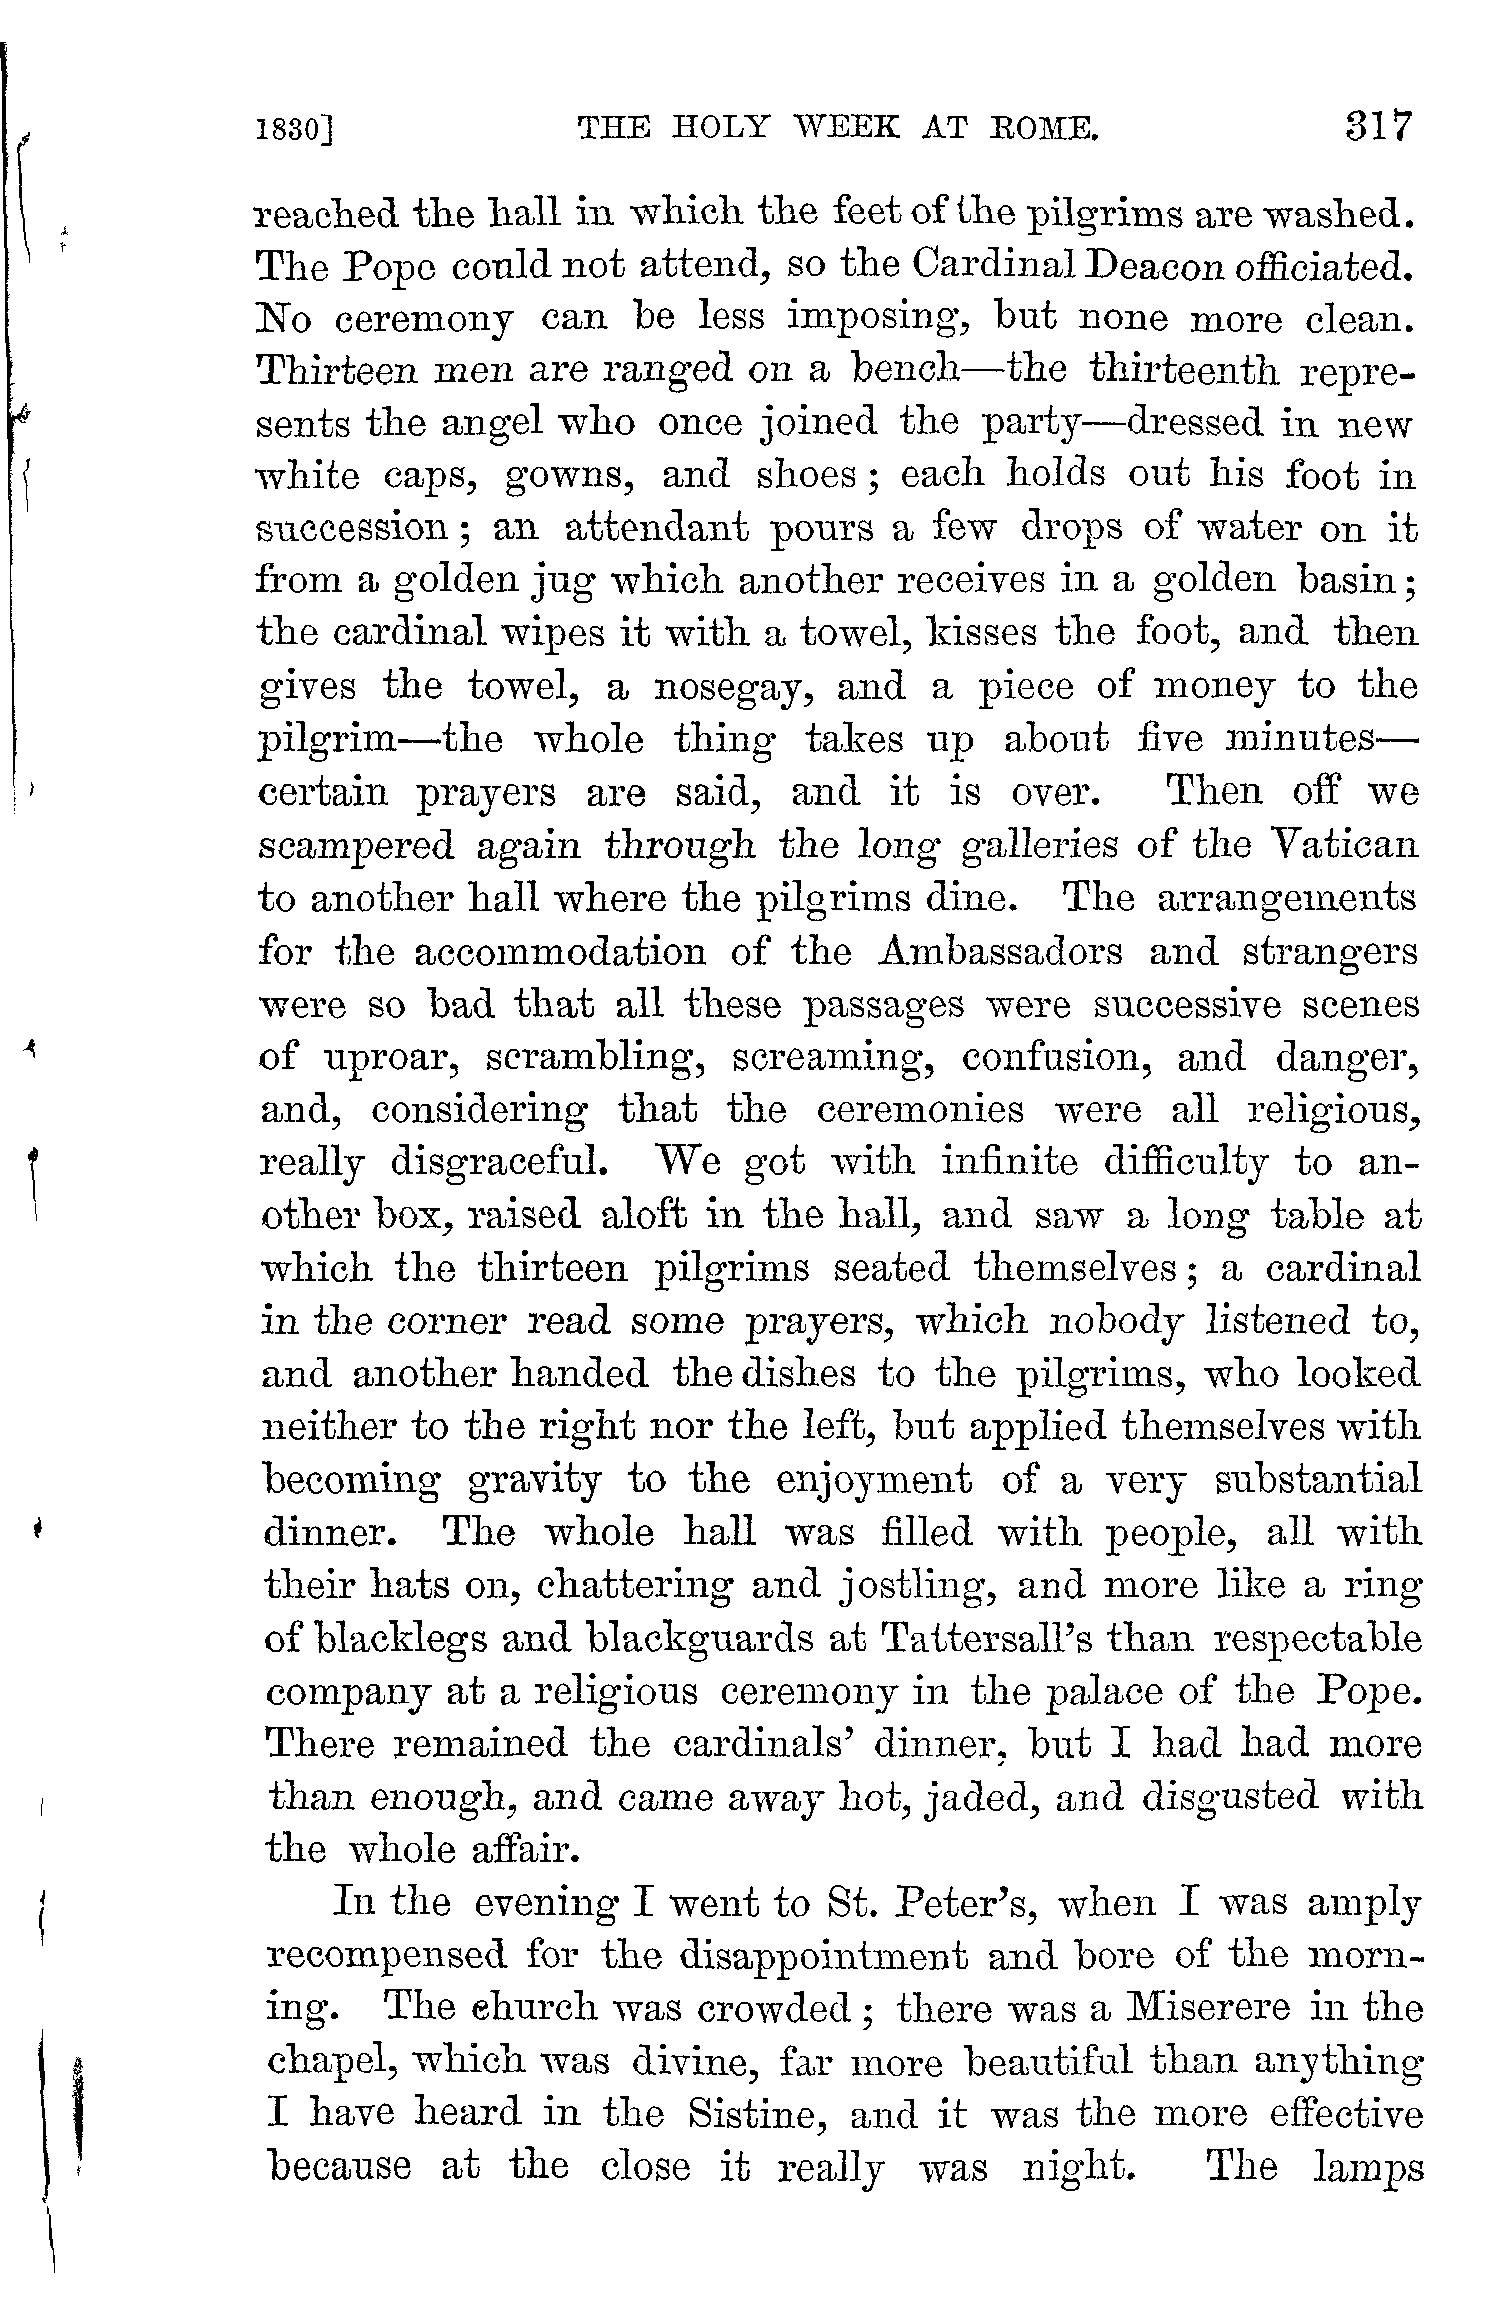 1830] THE HOLY WEEK AT ROME. 317
reached the hall in which the feet of the pilgrims are washed.
The Pope could not attend, so the Cardinal Deacon officiated.
No ceremony can be less imposing, but none more clean.
Thirteen men are ranged on a bench—the thirteenth repre-
sents the angel who once joined the party—dressed in new
white caps, gowns, and shoes; each holds out his foot in
succession; an attendant pours a few drops of water on it
from a golden jug which another receives in a golden basin;
the cardinal wipes it with a towel, kisses the foot, and then
gives the towel, a nosegay, and a piece of money to the
pilgrim—the whole thing takes up about five minutes—
certain prayers are said, and it is over. Then off we
scampered again through the long galleries of the Vatican
to another hall where the pilgrims dine. The arrangements
for the accommodation of the Ambassadors and strangers
were so bad that all these passages were successive scenes
of uproar, scrambling, screaming, confusion, and danger,
and, considering that the ceremonies were all religious,
really disgraceful. We got with infinite difficulty to an-
other box, raised aloft in the hall, and saw a long table at
which the thirteen pilgrims seated themselves; a cardinal
in the corner read some prayers, which nobody listened to,
and another handed the dishes to the pilgrims, who looked
neither to the right nor the left, but applied themselves with
becoming gravity to the enjoyment of a very substantial
dinner. The whole hall was filled with people, all with
their hats on, chattering and jostling, and more like a ring
of blacklegs and blackguards at Tattersall's than respectable
company at a religious ceremony in the palace of the Pope.
There remained the cardinals' dinner, but I had had more
than enough, and came away hot, jaded, and disgusted with
the whole affair.
In the evening I went to St. Peter's, when I was amply
recompensed for the disappointment and bore of the morn-
ing. The church was crowded; there was a Miserere in the
chapel, which was divine, far more beautiful than anything
I have heard in the Sistine, and it was the more effective
because at the close it really was night. The lamps